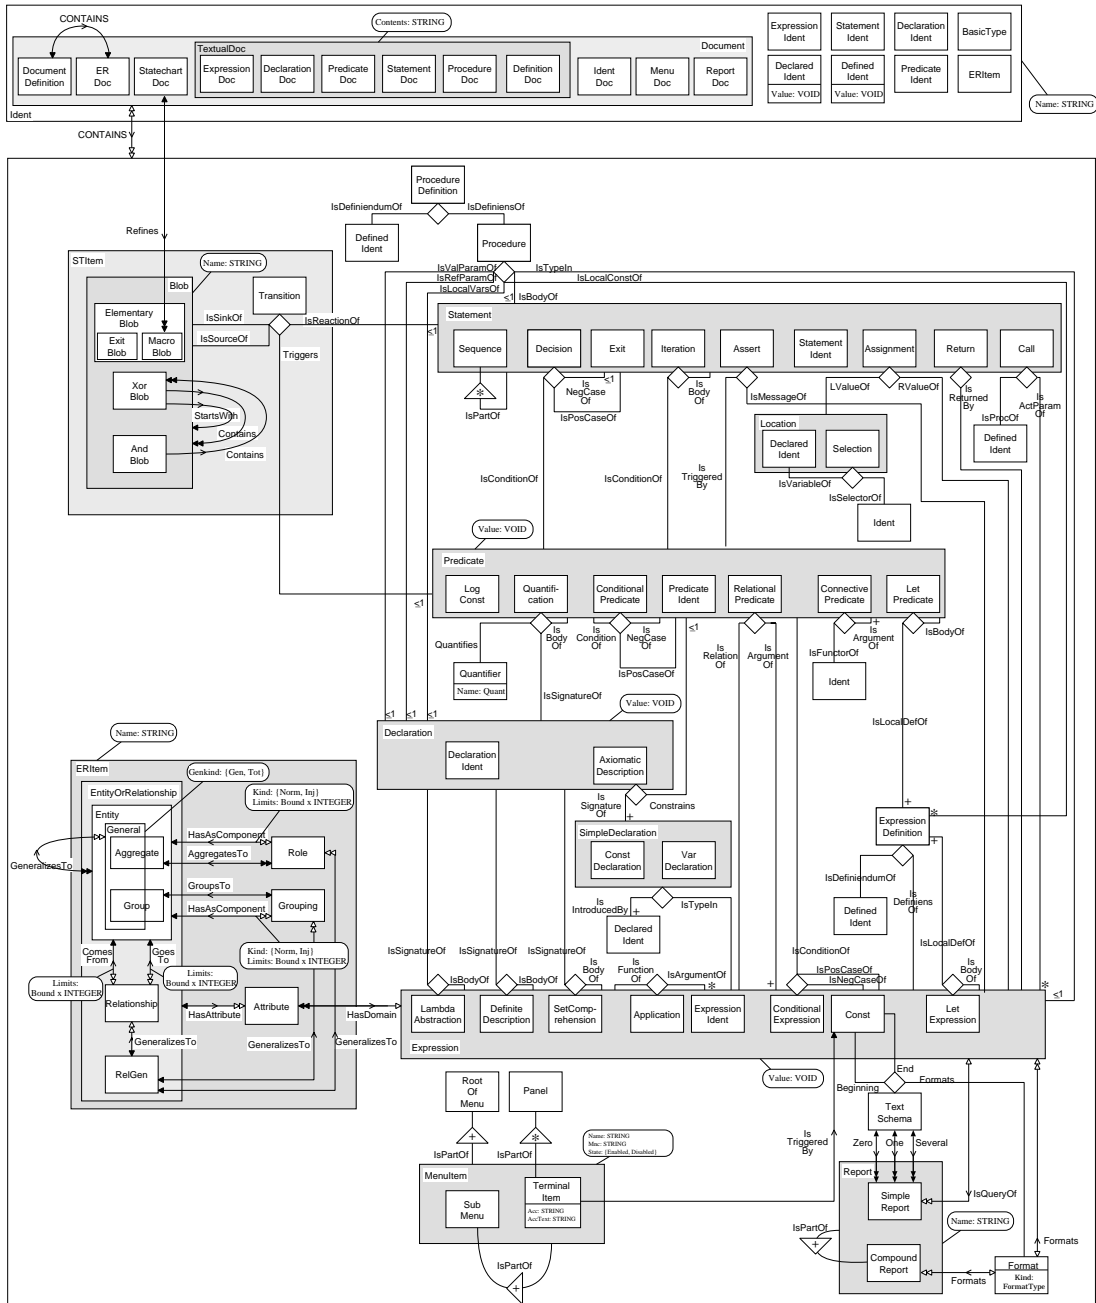 CONTAINS
Contents: STRING
TextualDoc
Document
Document
Definition
ER
Doc
Statechart
Doc
Expression
Doc
Declaration
Doc
Predicate
Doc
Statement
Doc
Procedure
Doc
Definition
Doc
Ident
Doc
Menu
Doc
Report
Doc
Ident
Expression
Ident
Statement
Ident
Declaration
Ident
BasicType
Declared
Ident
Value: VOID
Defined
Ident
Value: VOID
Predicate
Ident
ERItem
Name: STRING
CONTAINS
Refines
Procedure
Definition
IsDefiniendumOf
IsDefiniensOf
Defined
Ident
Procedure
IsValParamOf
IsRefParamOf
IsLocalVarsOf
IsTypeIn
IsLocalConstOf
≤1
IsBodyOf
STItem
Name: STRING
Blob
Transition
Elementary
Blob
Exit
Blob
Macro
Blob
IsSinkOf
IsSourceOf
IsReactionOf
≤1
Triggers
Xor
Blob
StartsWith
Contains
And
Blob
Contains
Statement
Sequence
Decision
Exit
Iteration
Assert
Statement
Ident
Assignment
Return
Call
*
IsPartOf
Is
NegCase
Of
≤1
IsPosCaseOf
Is
Body
Of
IsMessageOf
LValueOf
RValueOf
Is
Returned
By
Is
ActParam
Of
IsProcOf
Defined
Ident
Location
Declared
Ident
Selection
IsVariableOf
IsSelectorOf
Ident
IsConditionOf
IsConditionOf
Is
Triggered
By
Value: VOID
Predicate
Log
Const
Quantifi-
cation
Conditional
Predicate
Predicate
Ident
Relational
Predicate
Connective
Predicate
Let
Predicate
≤1
Quantifies
Is
Body
Of
Is
Condition
Of
Is
NegCase
Of
IsPosCaseOf
≤1
Is
Relation
Of
Is
Argument
Of
+
Is
Argument
Of
IsFunctorOf
Ident
IsBodyOf
Quantifier
Name: Quant
IsSignatureOf
IsLocalDefOf
≤1
≤1
≤1
Value: VOID
Declaration
Declaration
Ident
Axiomatic
Description
Is
Signature
Of
+
Constrains
SimpleDeclaration
Const
Declaration
Var
Declaration
Is
IntroducedBy
+
IsTypeIn
Declared
Ident
+
*
Expression
Definition
+
IsDefiniendumOf
Is
Definiens
Of
Defined
Ident
Name: STRING
ERItem
Genkind: {Gen, Tot}
EntityOrRelationship
Kind: {Norm, Inj}
Limits: Bound x INTEGER
Entity
General
Aggregate
HasAsComponent
AggregatesTo
Role
GeneralizesTo
GroupsTo
Group
Grouping
HasAsComponent
Comes
From
Goes
To
Kind: {Norm, Inj}
Limits: Bound x INTEGER
Limits:
Bound x INTEGER
Limits:
Bound x INTEGER
Relationship
HasAttribute
Attribute
HasDomain
GeneralizesTo
GeneralizesTo
GeneralizesTo
RelGen
IsSignatureOf
IsSignatureOf
IsSignatureOf
IsBodyOf
IsBodyOf
Is
Body
Of
Is
Function
Of
IsArgumentOf
*
+
IsConditionOf
IsPosCaseOf
IsNegCaseOf
IsLocalDefOf
Is
Body
Of
*
≤1
Lambda
Abstraction
Definite
Description
SetComp-
rehension
Application
Expression
Ident
Conditional
Expression
Const
Let
Expression
Expression
Value: VOID
End
Beginning
Formats
Text
Schema
Zero
One
Several
Is
Triggered
By
Report
Simple
Report
IsQueryOf
Name: STRING
IsPartOf
+
Compound
Report
Formats
Formats
Format
Kind:
FormatType
Root
Of
Menu
Panel
+
*
IsPartOf
IsPartOf
Name: STRING
Mnc: STRING
State: {Enabled, Disabled}
MenuItem
Sub
Menu
Terminal
Item
Acc: STRING
AccText: STRING
IsPartOf
+